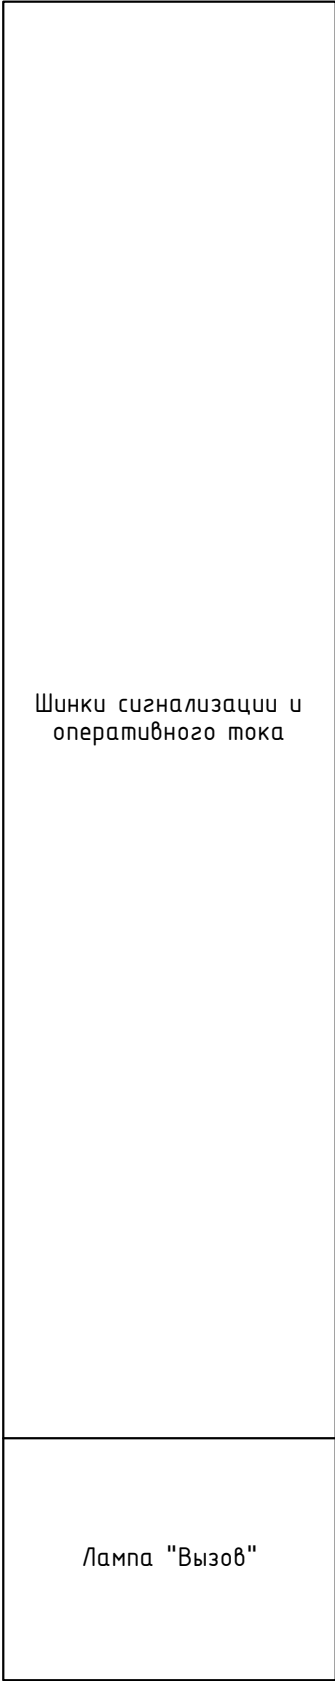 Шинки сигнализации и
оперативного тока
Лампа "Вызов"